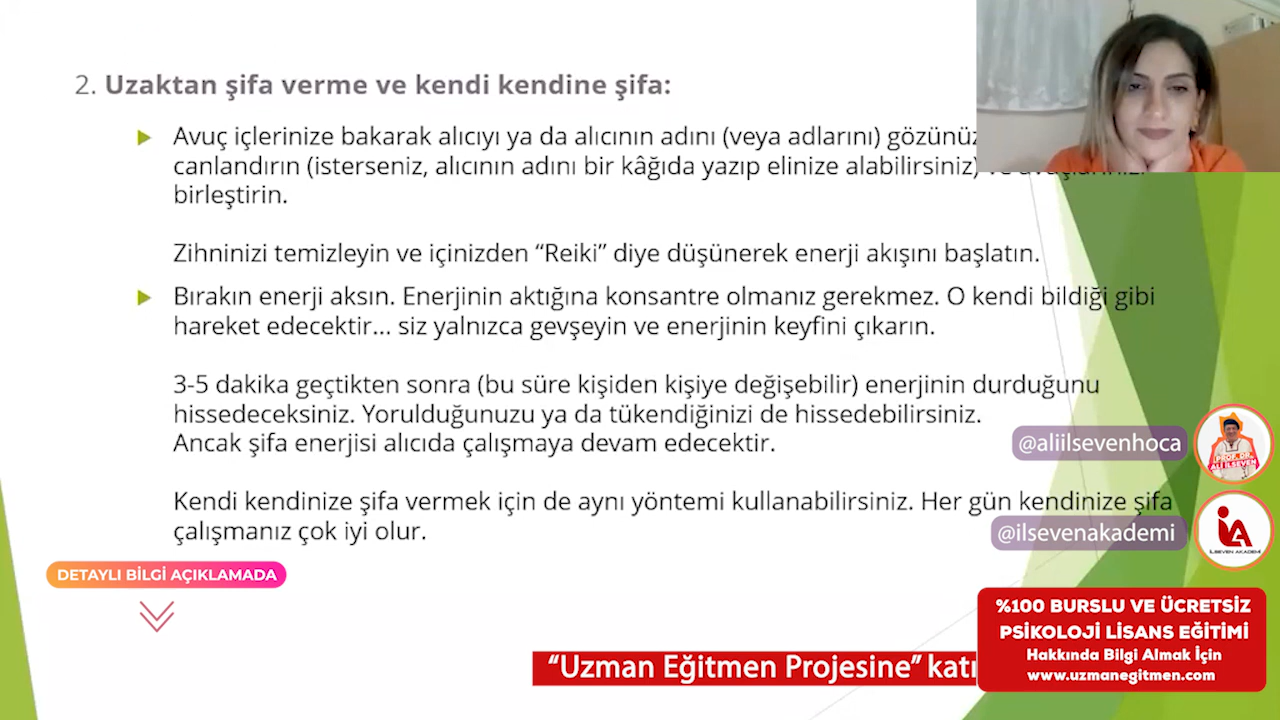 2. Uzaktan şifa verme ve kendi kendine şifa:
Avuç içlerinize bakarak alıcıyı ya da alıcının adını (veya adlarını)
canlandırın (isterseniz, alıcının adını bir kâğıda yazıp elinize alabilirsiniz)
birleştirin.
Zihninizi temizleyin ve içinizden “Reiki” diye düşünerek enerji akışını başlatın.
Bırakın enerji aksın. Enerjinin aktığına konsantre olmanız gerekmez. O kendi bildiği gibi
hareket edecektir... siz yalnızca gevşeyin ve enerjinin keyfini çıkarın.
3-5 dakika geçtikten sonra (bu süre kişiden kişiye değişebilir) enerjinin durduğunu
hissedeceksiniz. Yorulduğunuzu ya da tükendiğinizi de hissedebilirsiniz.
Ancak şifa enerjisi alıcıda çalışmaya devam edecektir.
@aliilsevenhoca
PROF. DR.
ALİ İLSEVEN
Kendi kendinize şifa vermek için de aynı yöntemi kullanabilirsiniz. Her gün kendinize şifa
çalışmanız çok iyi olur.
@ilsevenakademi
İLSEVEN AKADEMİ
DETAYLI BİLGİ AÇIKLAMADA
“Uzman Eğitmen Projesine”
%100 BURSLU VE ÜCRETSİZ
PSİKOLOJİ LİSANS EĞİTİMİ
Hakkında Bilgi Almak İçin
www.uzmanegitmen.com